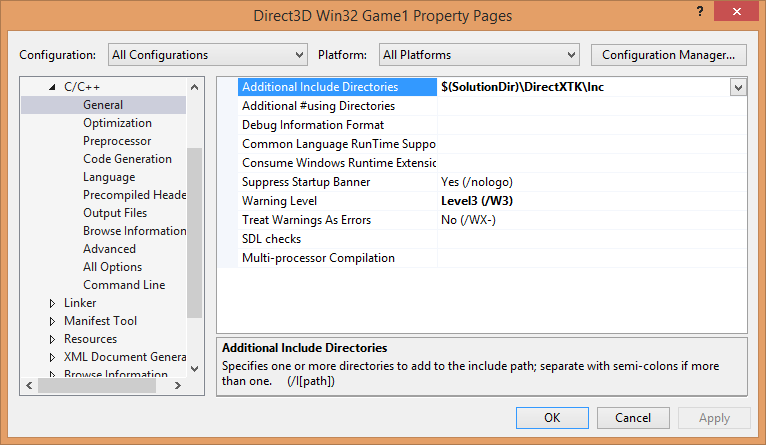 Direct3D Win32 Game1 Property Pages
?
Configuration: All Configurations Platform: All Platforms Configuration Manager...
C/C++
General
Optimization
Preprocessor
Code Generation
Language
Precompiled Heade
Output Files
Browse Information
Advanced
All Options
Command Line
Linker
Manifest Tool
Resources
XML Document Genera
Browse Information
Additional Include Directories $(SolutionDir)\DirectXTK\Inc
Additional #using Directories
Debug Information Format
Common Language RunTime Suppo
Consume Windows Runtime Extensic
Suppress Startup Banner Yes (/nologo)
Warning Level Level3 (/W3)
Treat Warnings As Errors No (/WX-)
SDL checks
Multi-processor Compilation
Additional Include Directories
Specifies one or more directories to add to the include path; separate with semi-colons if more
than one. (/I[path])
OK Cancel Apply